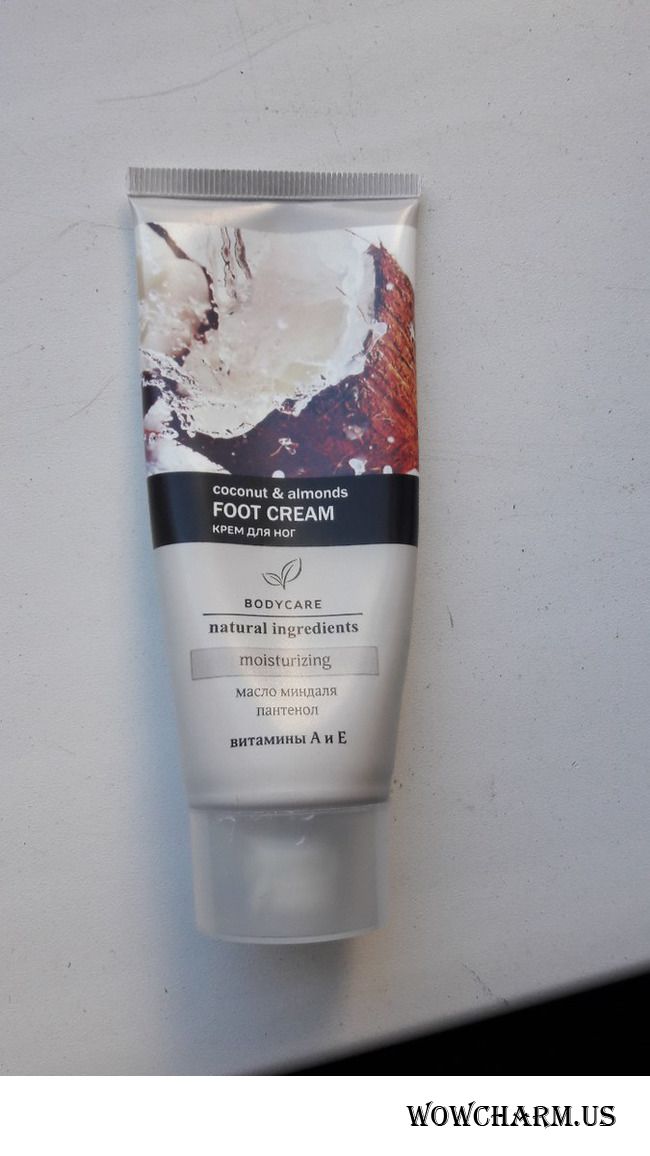 coconut & almonds
FOOT CREAM
КРЕМ ДЛЯ НОГ
BODYCARE
natural ingredients
moisturizing
масло миндаля
пантенол
витамины А и Е
WOWCHARM.US